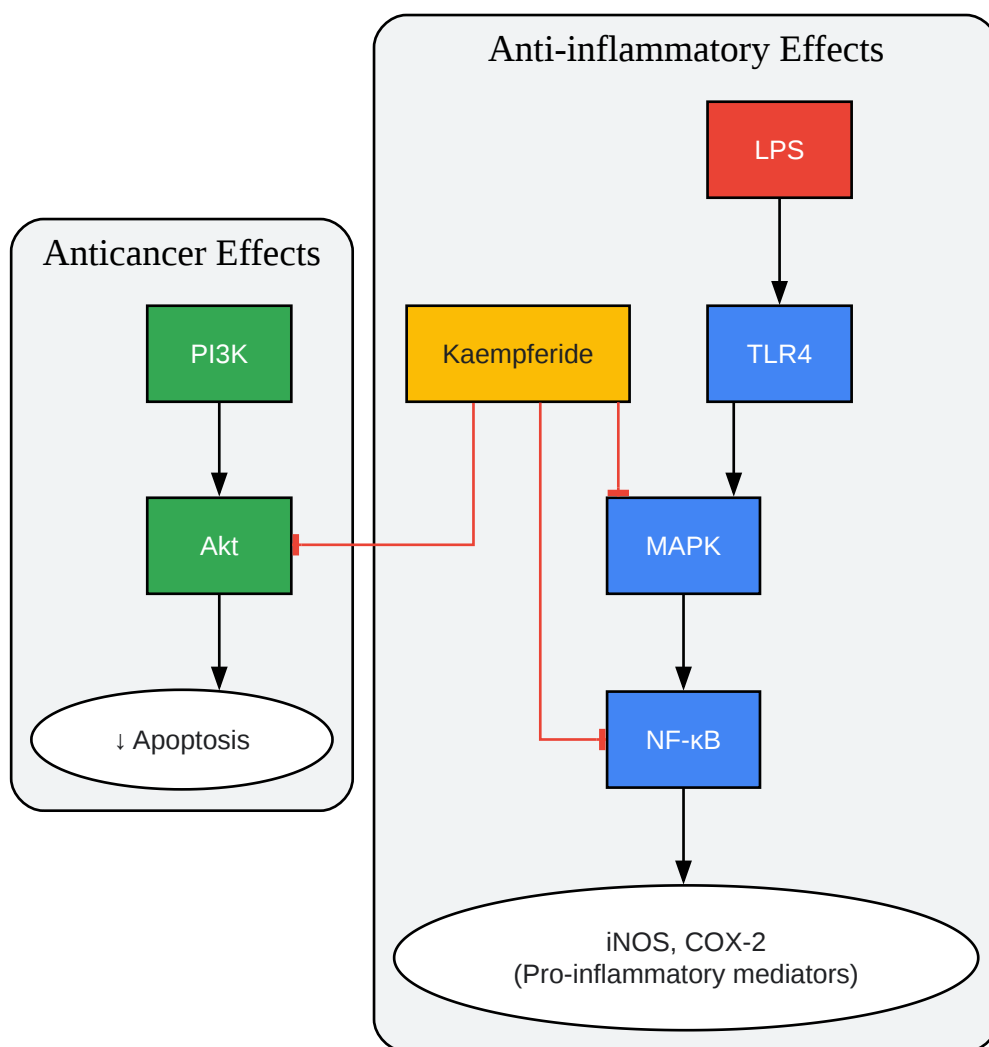 Anti-inflammatory Effects
LPS
Anticancer Effects
PI3K
Kaempferide
TLR4
Akt
MAPK
↓ Apoptosis
NF-κB
iNOS, COX-2
(Pro-inflammatory mediators)